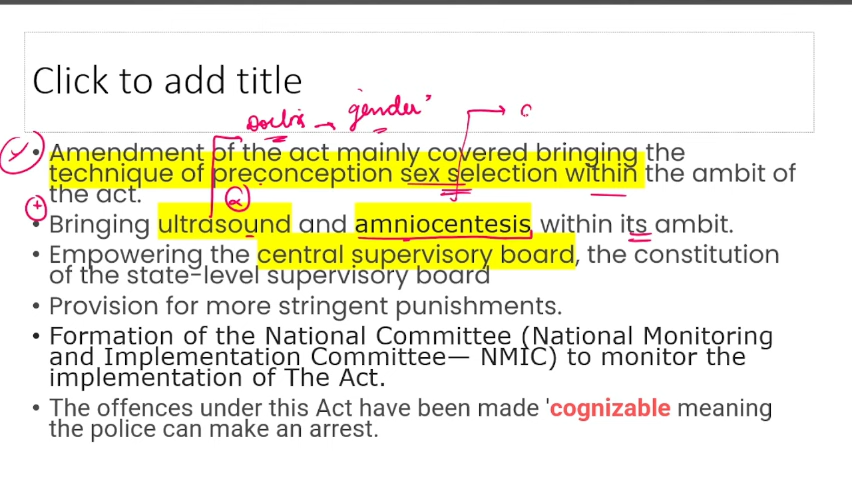 Click to add title
gender
• Amendment of the act mainly covered bringing the
technique of preconception sex selection within the ambit of
the act.
• Bringing ultrasound and amniocentesis within its ambit.
• Empowering the central supervisory board, the constitution
of the state-level supervisory board
• Provision for more stringent punishments.
• Formation of the National Committee (National Monitoring
and Implementation Committee— NMIC) to monitor the
implementation of The Act.
• The offences under this Act have been made 'cognizable meaning
the police can make an arrest.